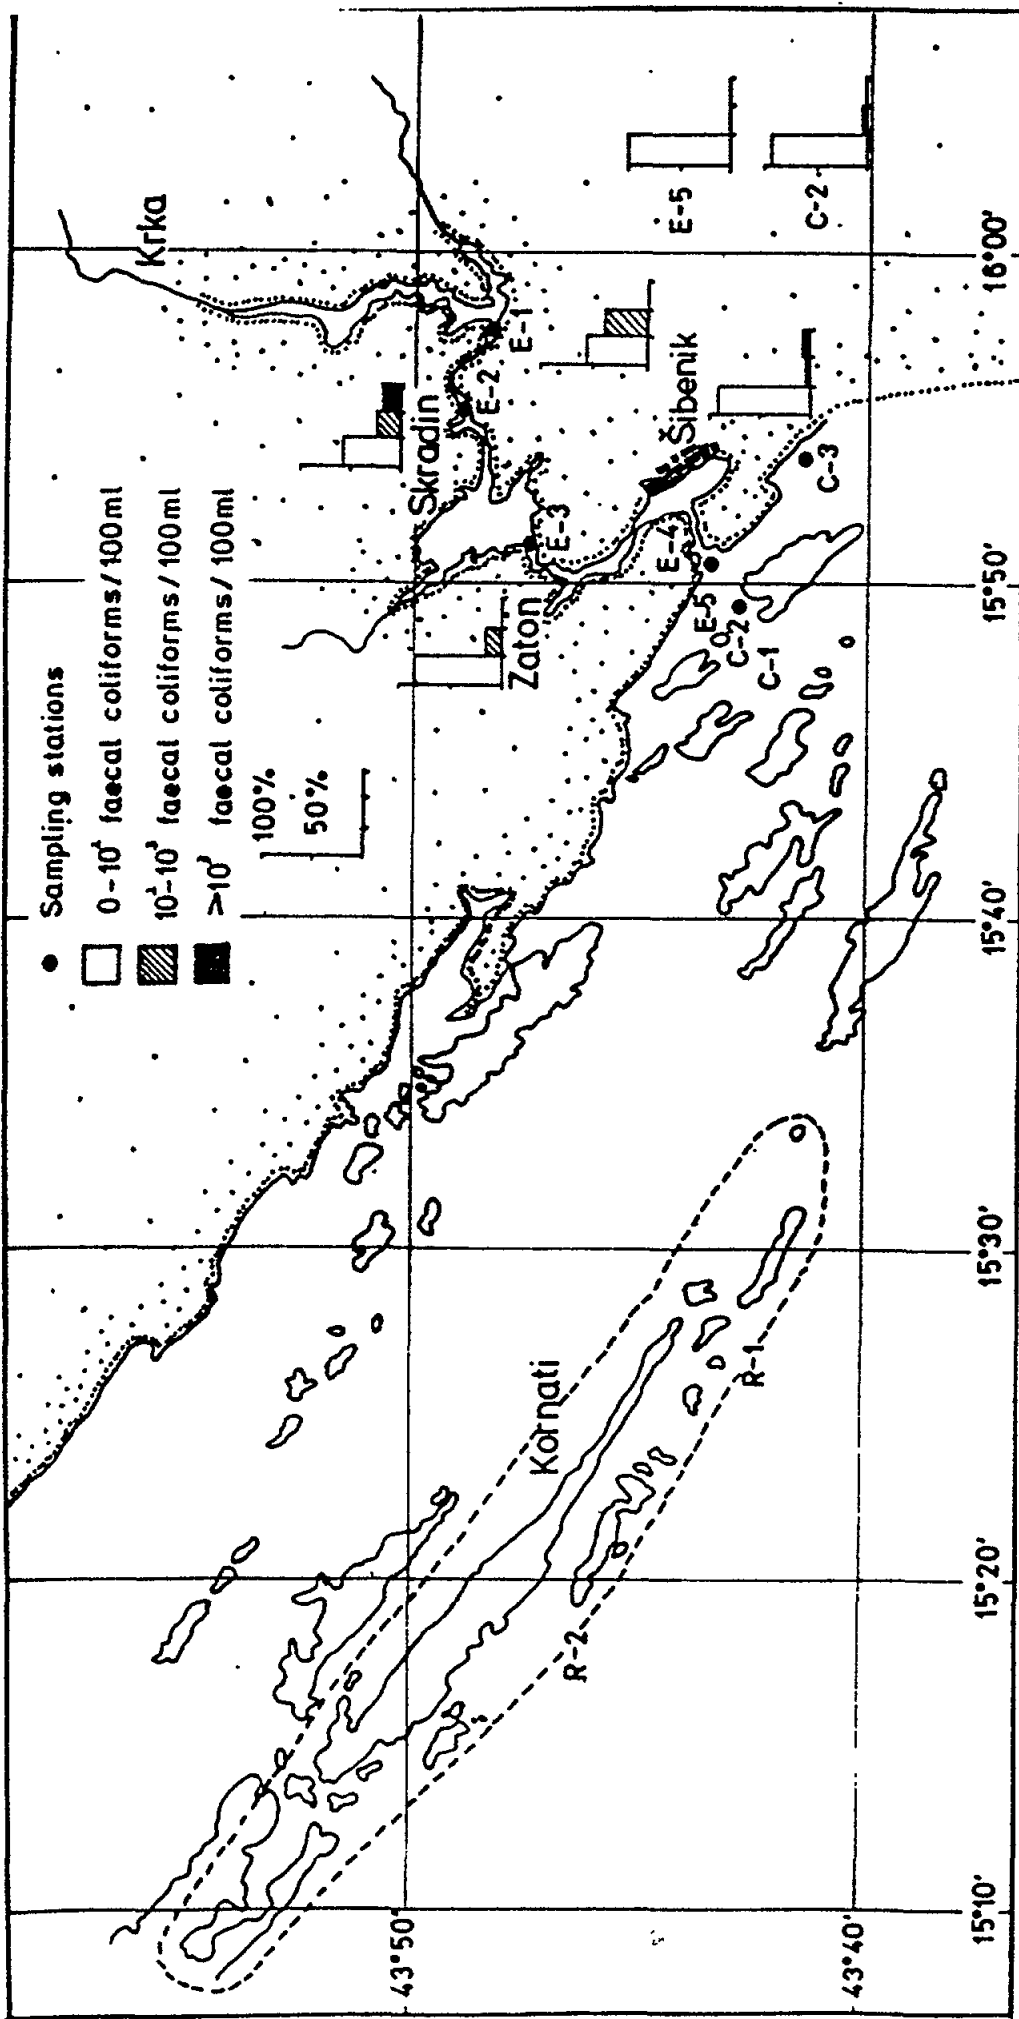 Sampling stations
0-10² faecal coliforms/100ml
10²-10³ faecal coliforms/100ml
>10³ faecal coliforms/100ml
100%
50%
Krka
Skradin
Zaton
Šibenik
Kornati
E-1
E-2
E-3
E-4
E-5
C-2
C-1
C-3
E-5
C-2
R-1
R-2
43°50'
43°40'
15°10'
15°20'
15°30'
15°40'
15°50'
16°00'